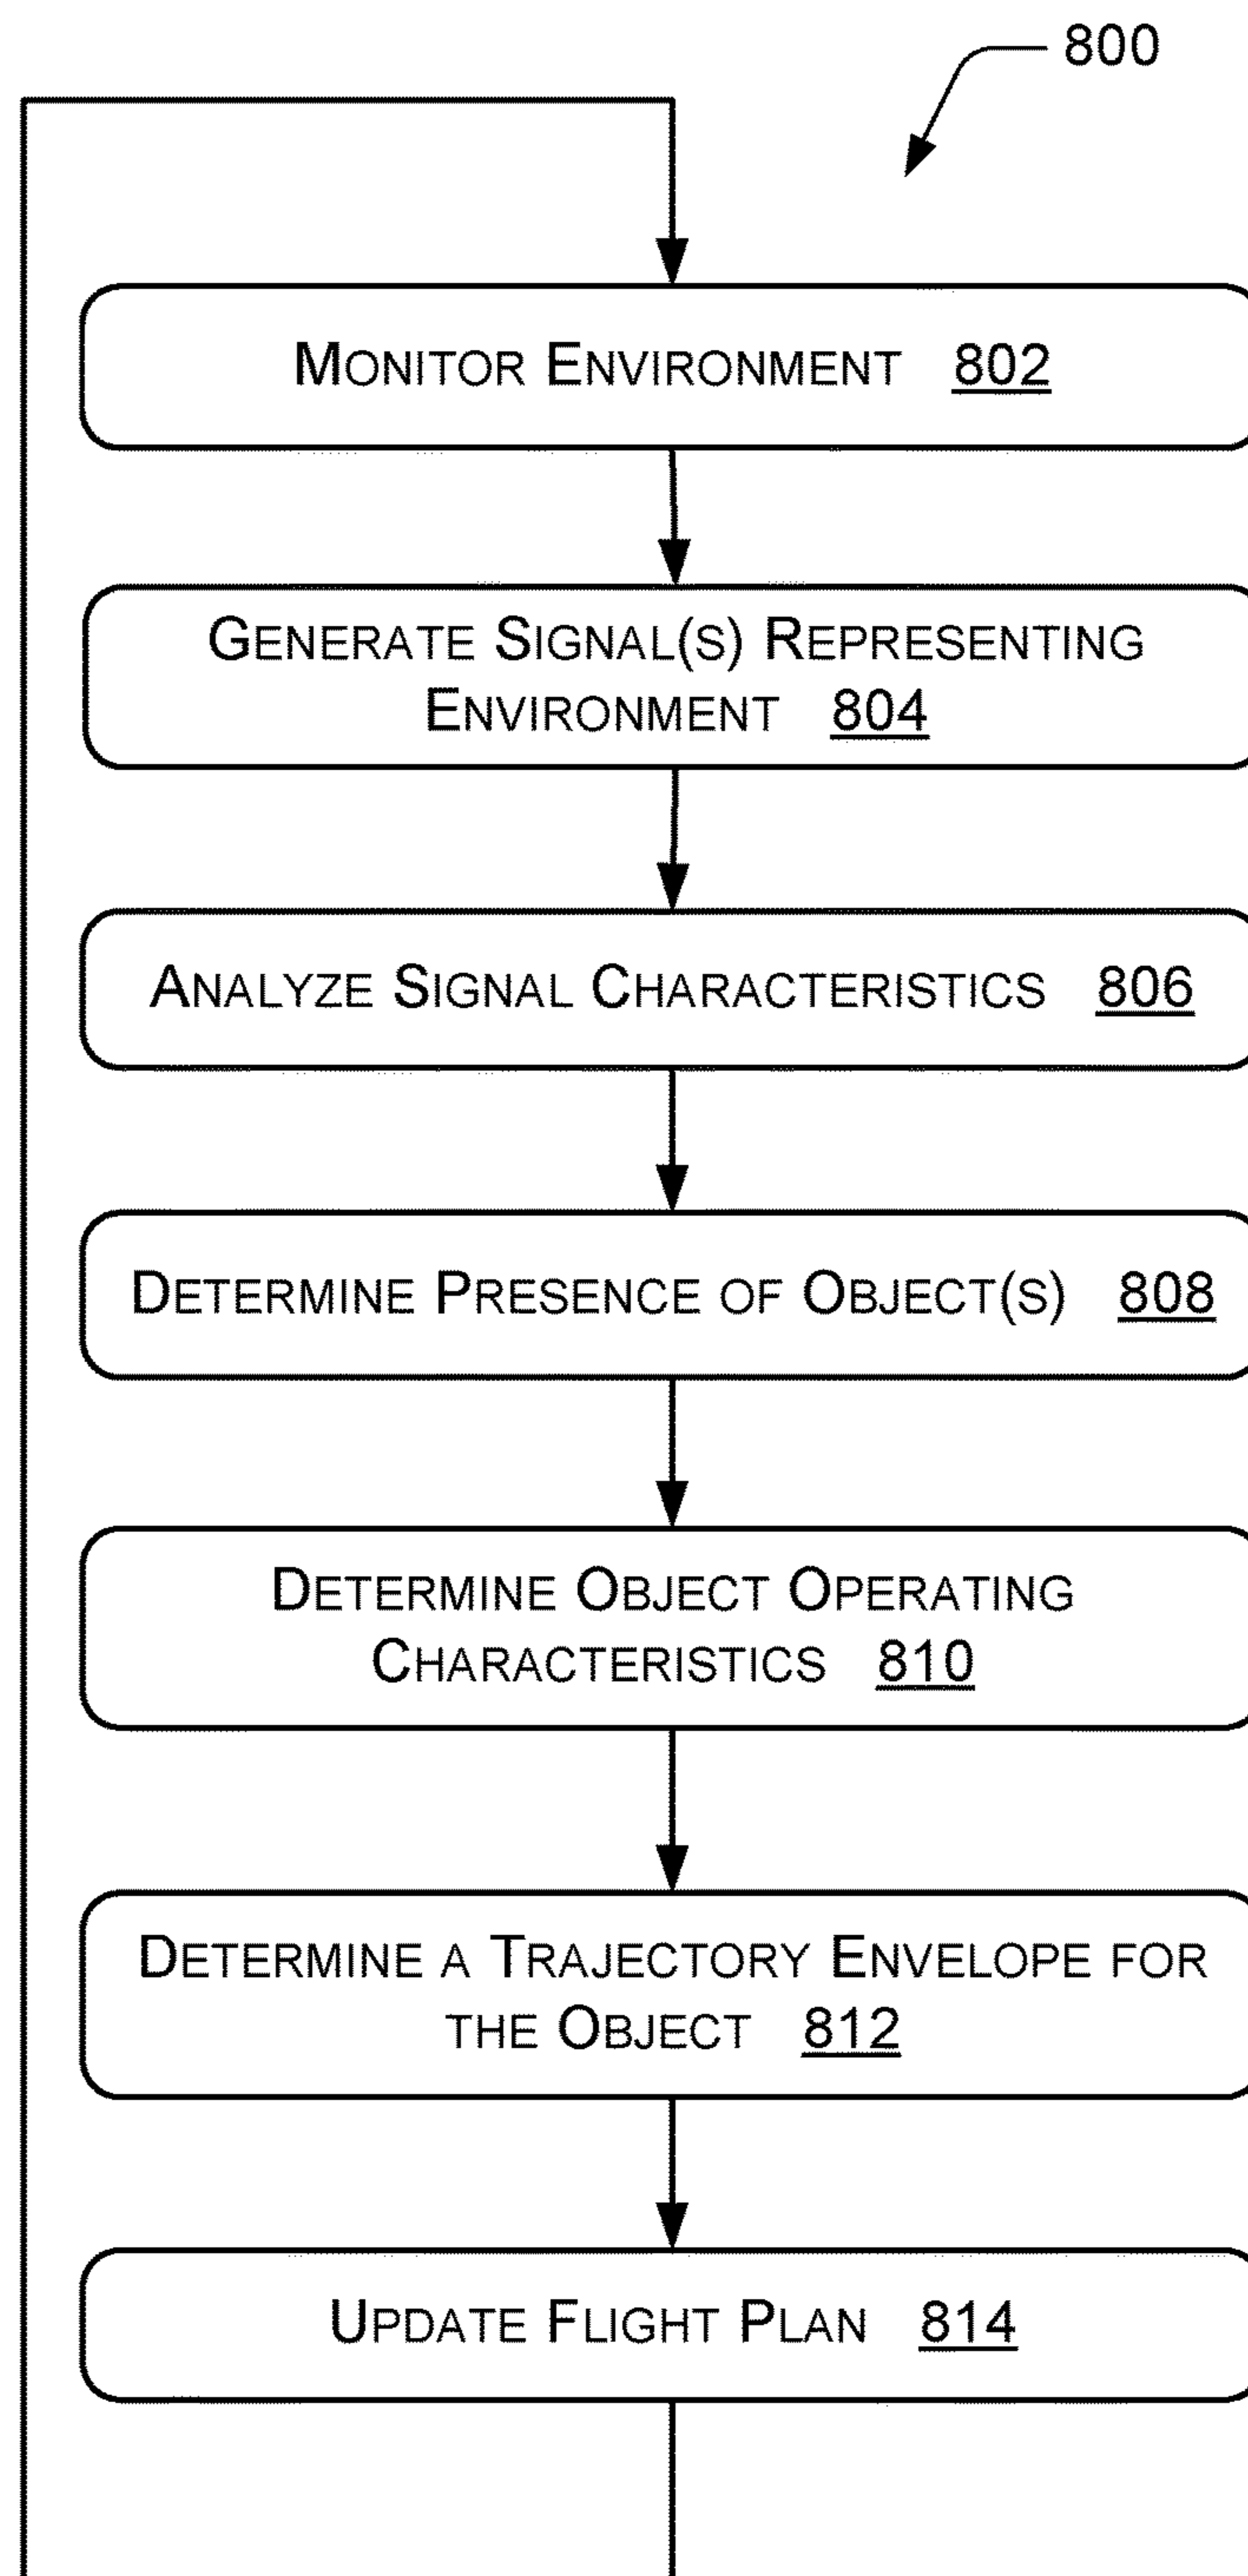 800
MONITOR ENVIRONMENT 802
GENERATE SIGNAL(S) REPRESENTING
ENVIRONMENT 804
ANALYZE SIGNAL CHARACTERISTICS 806
DETERMINE PRESENCE OF OBJECT(S) 808
DETERMINE OBJECT OPERATING
CHARACTERISTICS 810
DETERMINE A TRAJECTORY ENVELOPE FOR
THE OBJECT 812
UPDATE FLIGHT PLAN 814